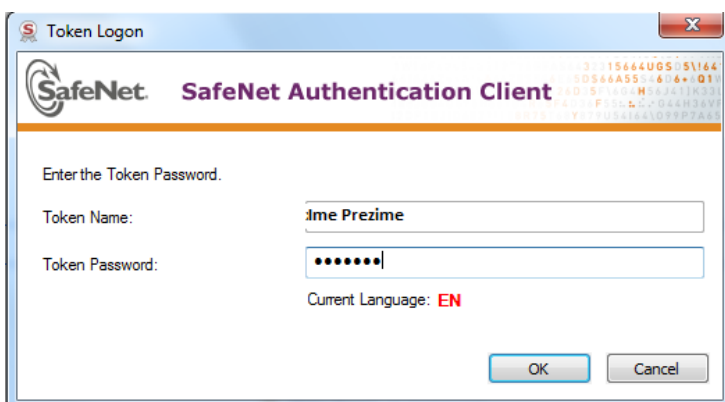 Token Logon
SafeNet. SafeNet Authentication Client
Enter the Token Password.
Token Name: Ime Prezime
Token Password: •••••••
Current Language: EN
OK Cancel